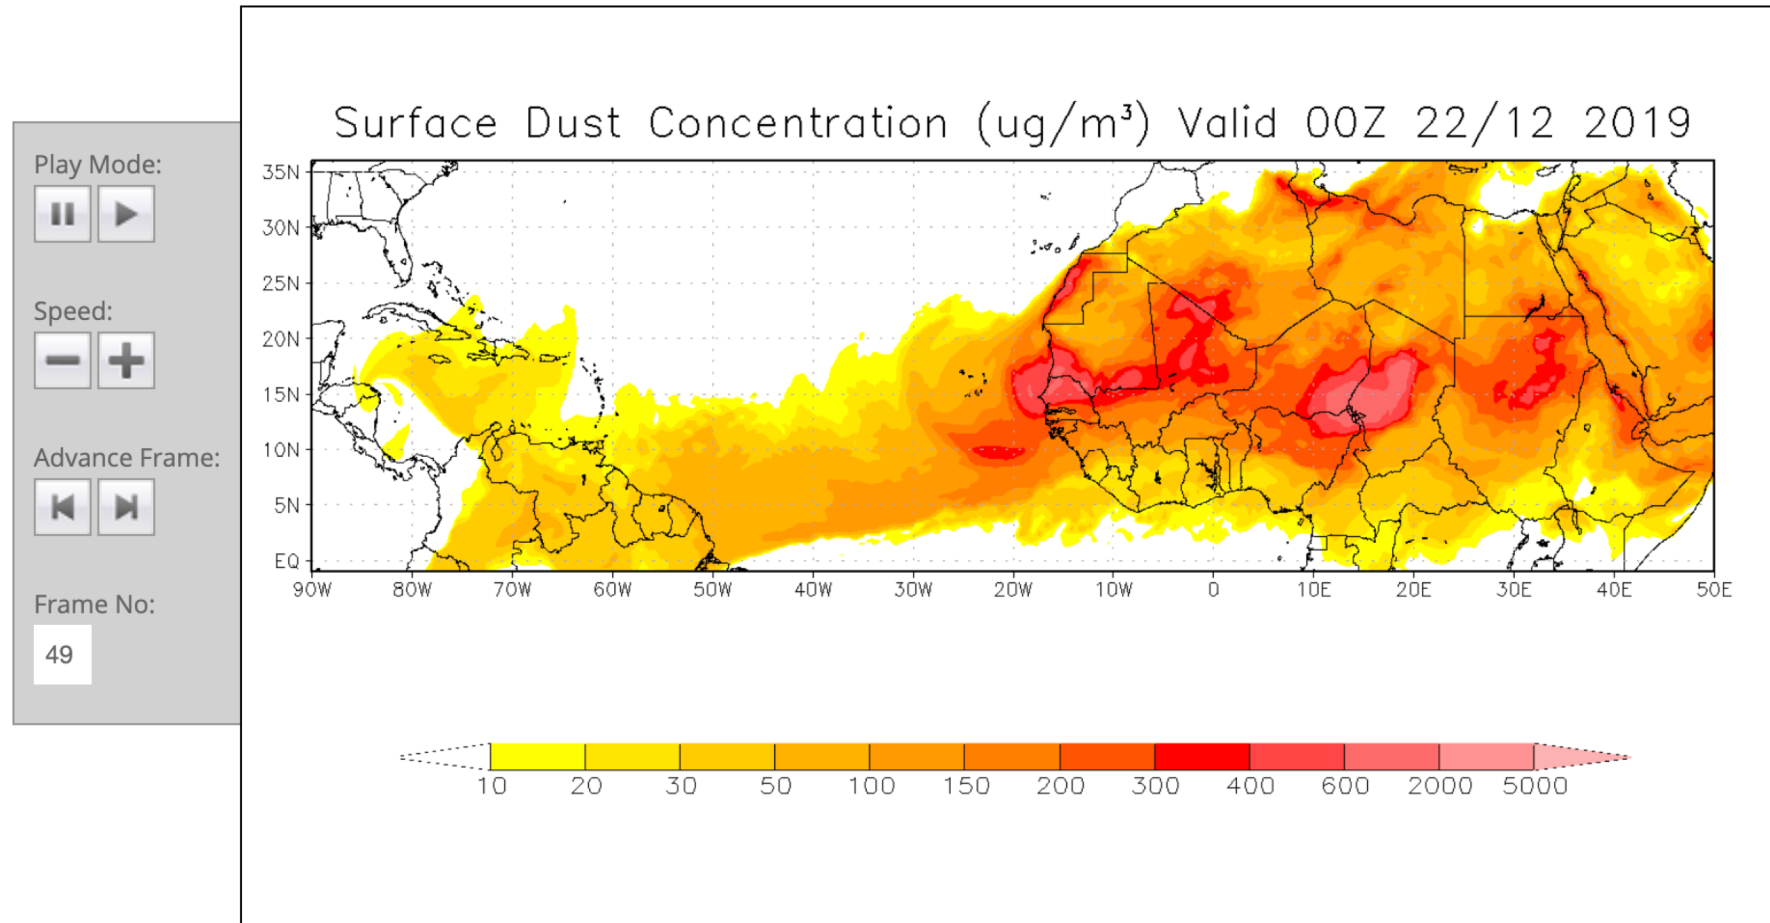 Surface Dust Concentration (ug/m³) Valid 00Z 22/12 2019
Play Mode:
Speed:
Advance Frame:
Frame No:
49
35N
30N
25N
20N
15N
10N
5N
EQ
90W 80W 70W 60W 50W 40W 30W 20W 10W 0 10E 20E 30E 40E 50E
10 20 30 50 100 150 200 300 400 600 2000 5000